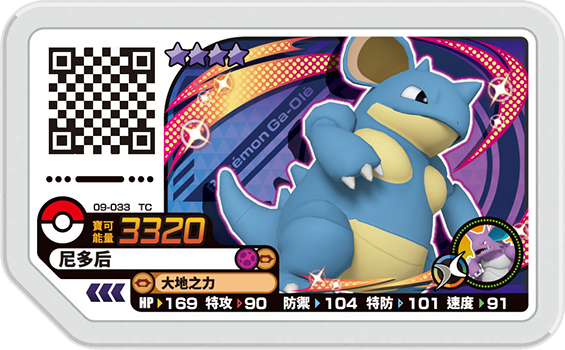 Pokémon Ga-Olé
09-033 TC
寶可能量 3320
尼多后
大地之力
HP 169 特攻 90 防禦 104 特防 101 速度 91